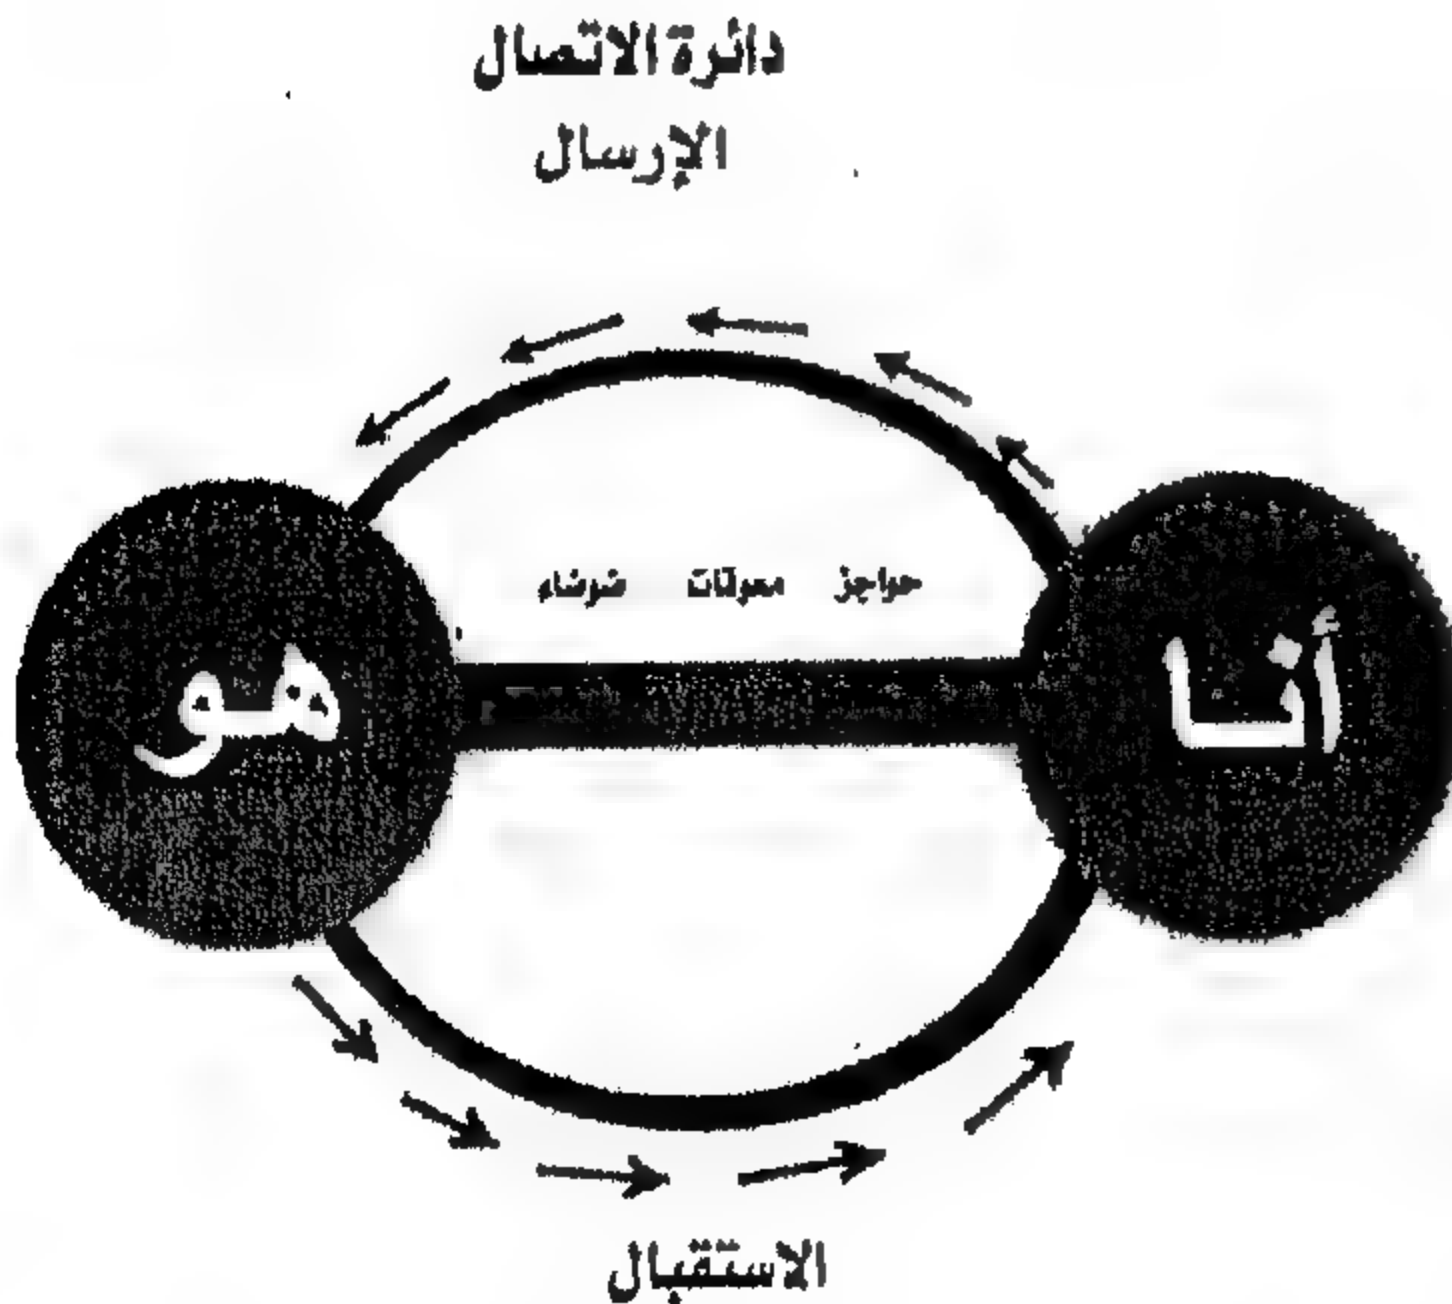 دائرة الاتصال
الإرسال
حواجز معوقات ضوضاء
أنا
هو
الاستقبال